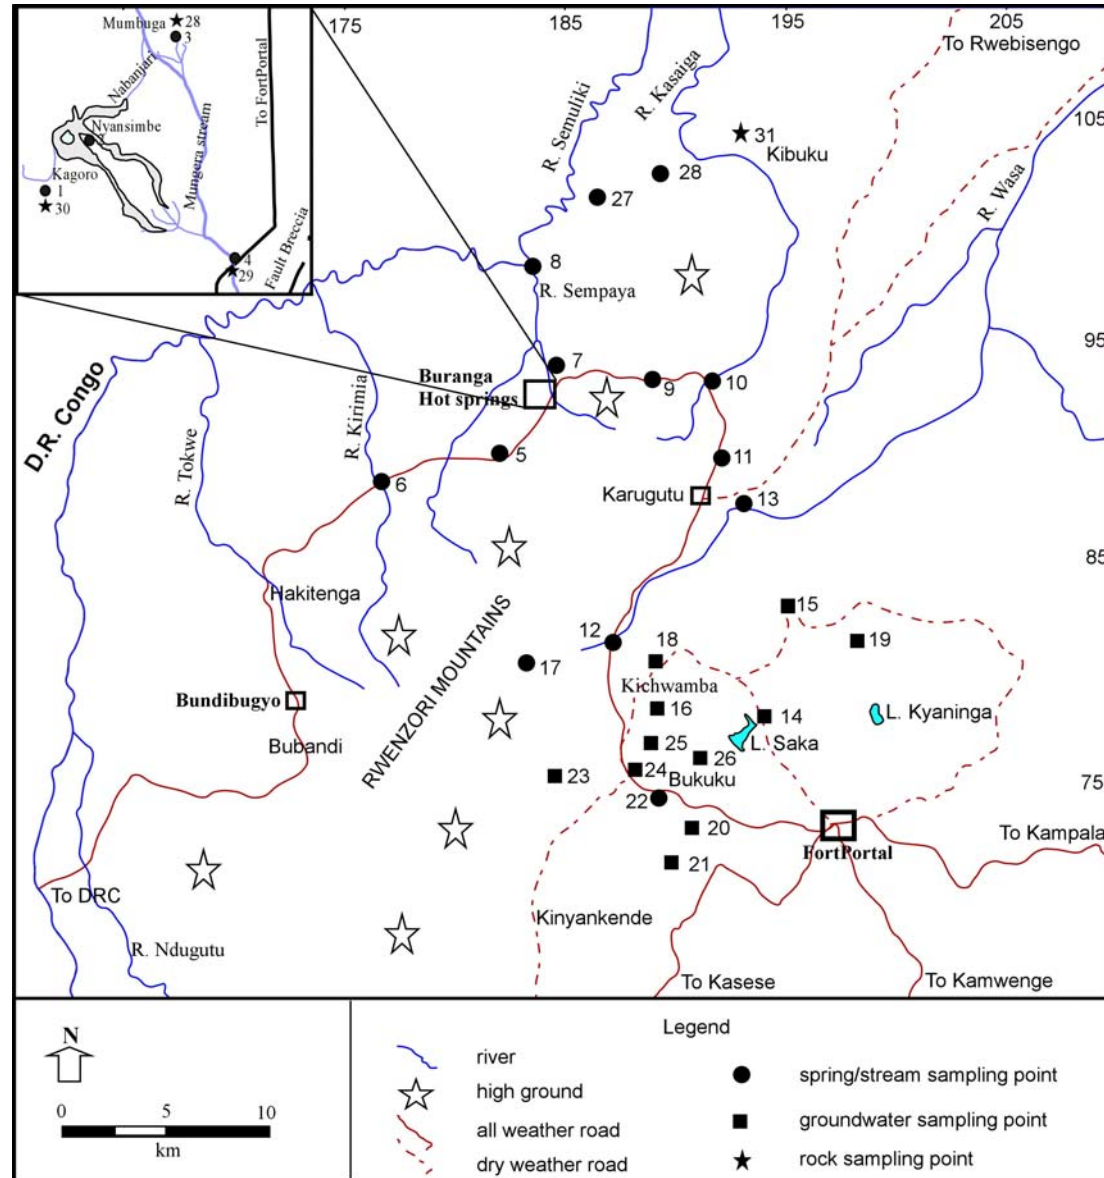 175
185
195
205
Mumbuga
28
3
Nabanjari
To FortPortal
Nyansimbe
Mungera stream
Kagoro
1
30
4
29
Fault Breccia
To Rwebisengo
R. Semuliki
R. Kasaiga
105
31
Kibuku
28
27
R. Wasa
8
R. Sempaya
95
7
Buranga
Hot springs
9
10
D.R. Congo
R. Kirimia
R. Tokwe
5
6
11
Karugutu
13
85
Hakitenga
15
12
18
19
17
Kichwamba
RWENZORI MOUNTAINS
Bundibugyo
16
14
L. Kyaninga
Bubandi
25
L. Saka
26
24
Bukuku
23
75
22
20
To Kampala
FortPortal
21
To DRC
Kinyankende
R. Ndugutu
To Kasese
To Kamwenge
N
0
5
10
km
Legend
river
high ground
all weather road
dry weather road
spring/stream sampling point
groundwater sampling point
rock sampling point